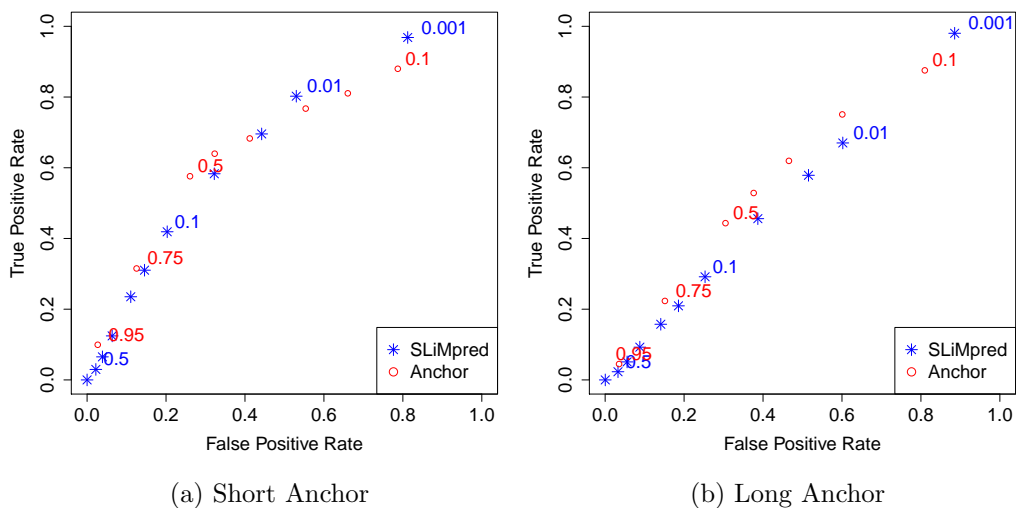 1.0
0.8
0.6
0.4
0.2
0.0
True Positive Rate
0.001
0.1
0.01
0.5
0.1
0.75
0.95
0.5
SLiMpred
Anchor
0.0 0.2 0.4 0.6 0.8 1.0
False Positive Rate
(a) Short Anchor
1.0
0.8
0.6
0.4
0.2
0.0
True Positive Rate
0.001
0.1
0.01
0.5
0.1
0.75
0.95
0.5
SLiMpred
Anchor
0.0 0.2 0.4 0.6 0.8 1.0
False Positive Rate
(b) Long Anchor